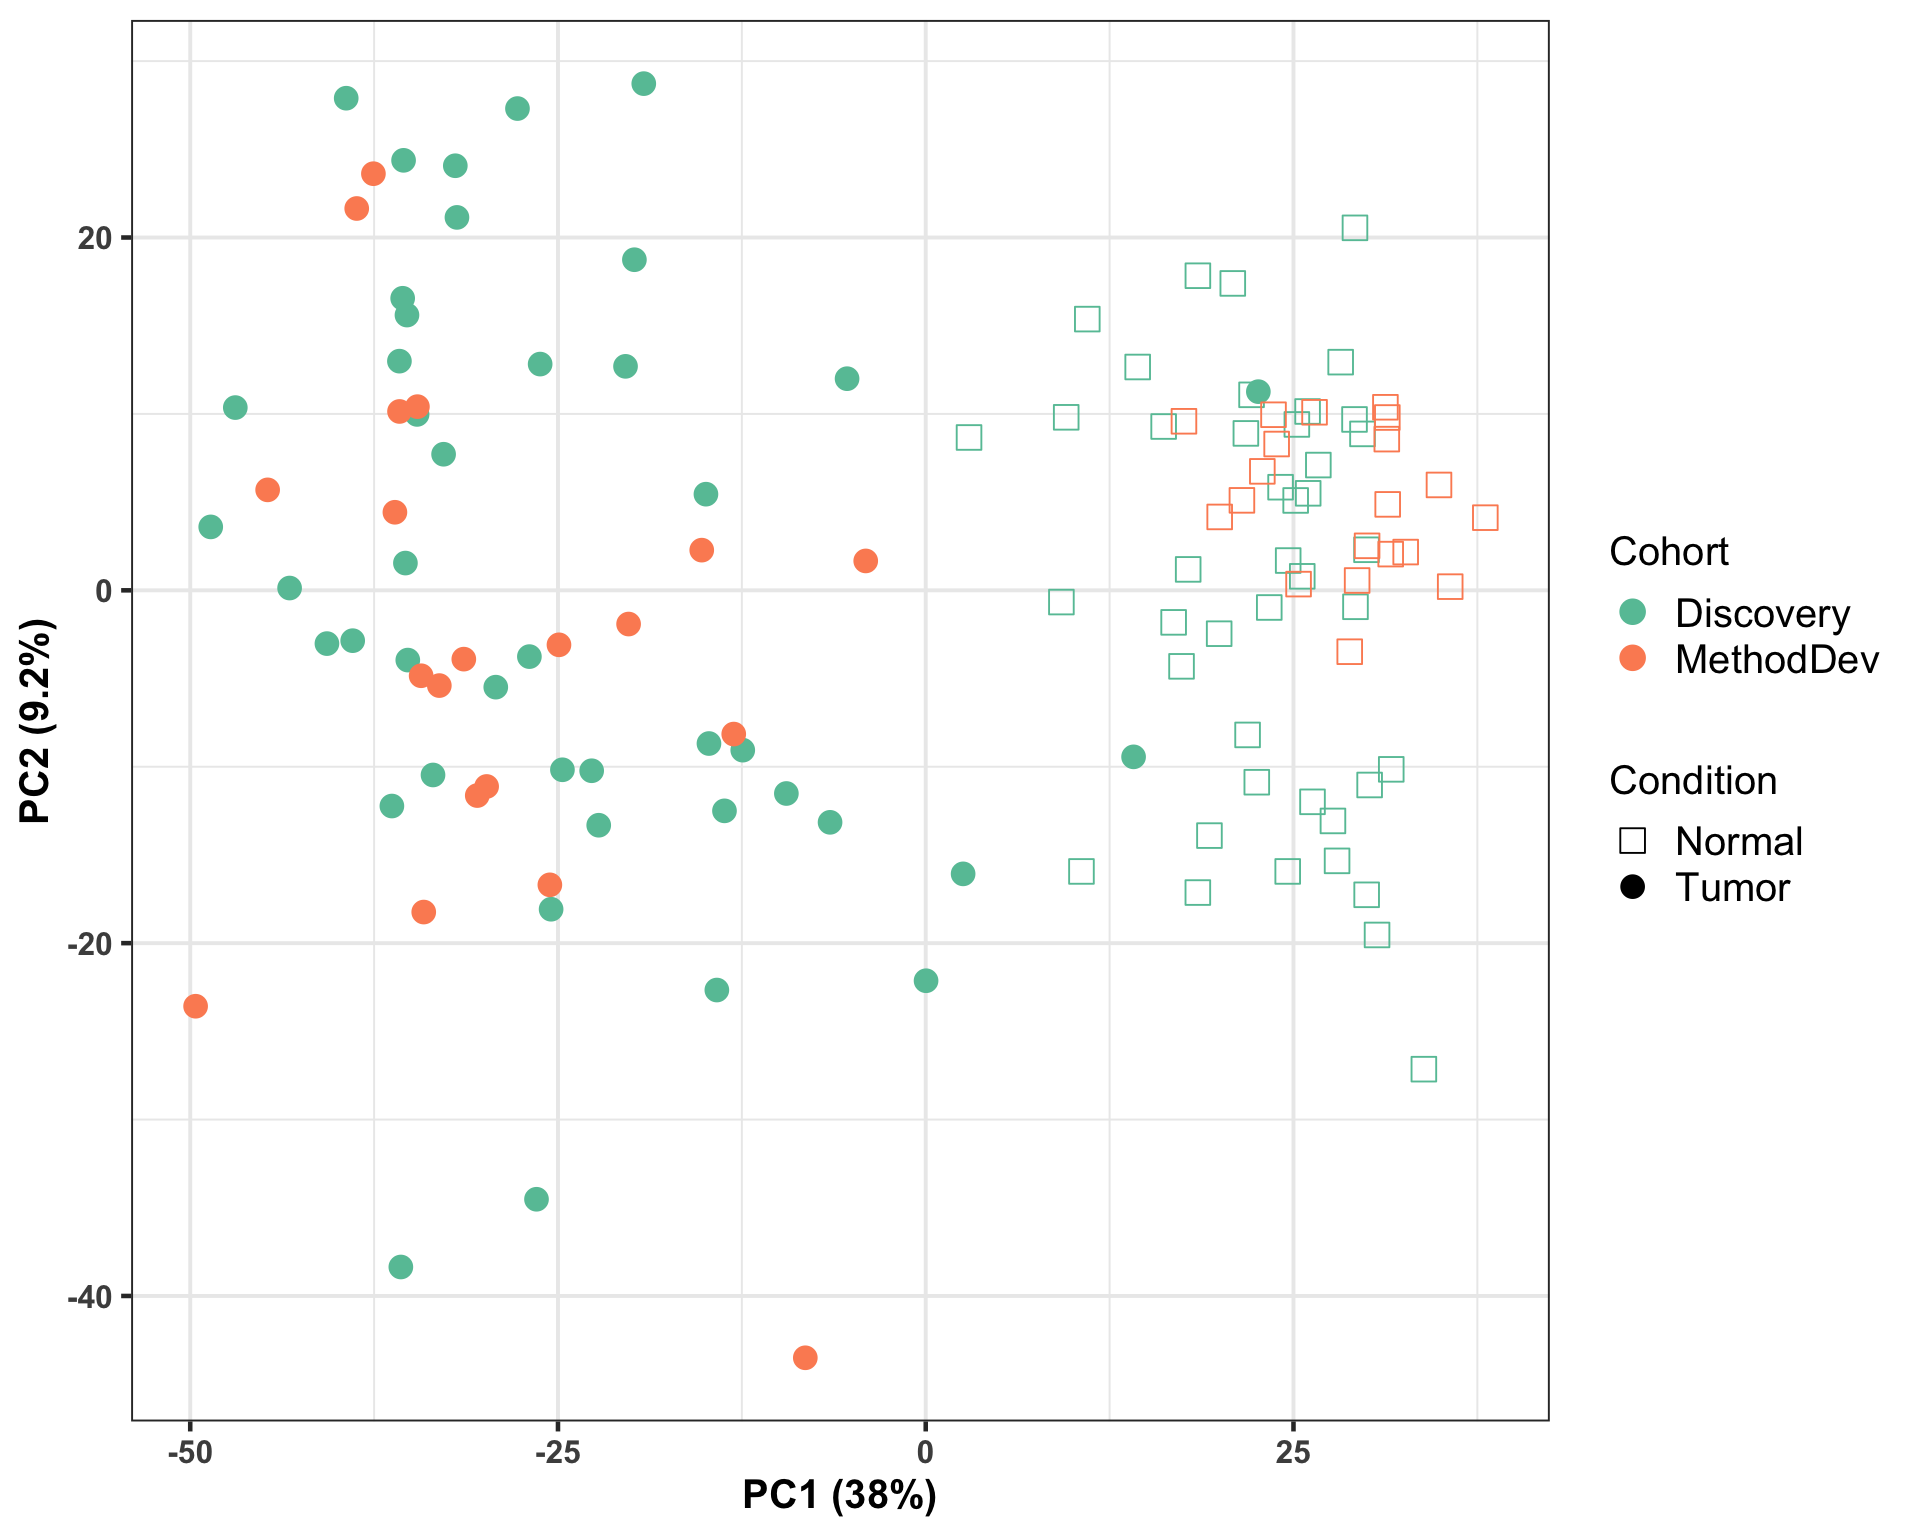 20
0
-20
-40
PC2 (9.2%)
-50
-25
0
25
PC1 (38%)
Cohort
Discovery
MethodDev
Condition
Normal
Tumor